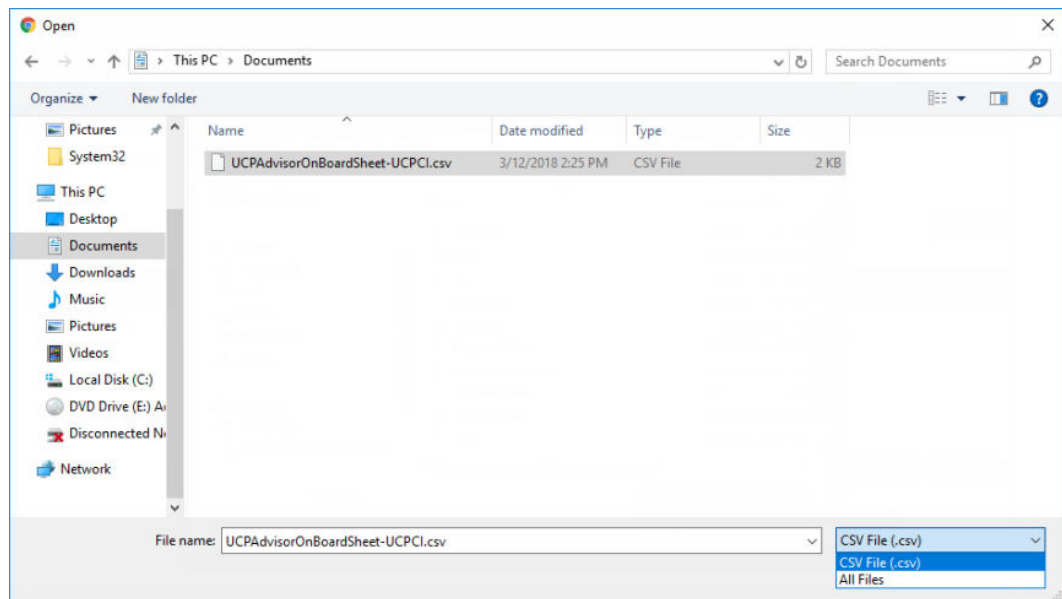 Open
This PC > Documents
Search Documents
Organize
New folder
Pictures
System32
This PC
Desktop
Documents
Downloads
Music
Pictures
Videos
Local Disk (C:)
DVD Drive (E:)
Disconnected
Network
Name Date modified Type Size
UCPAdvisorOnBoardSheet-UCPCI.csv 3/12/2018 2:25 PM CSV File 2 KB
File name: UCPAdvisorOnBoardSheet-UCPCI.csv
CSV File (.csv)
CSV File (.csv)
All Files